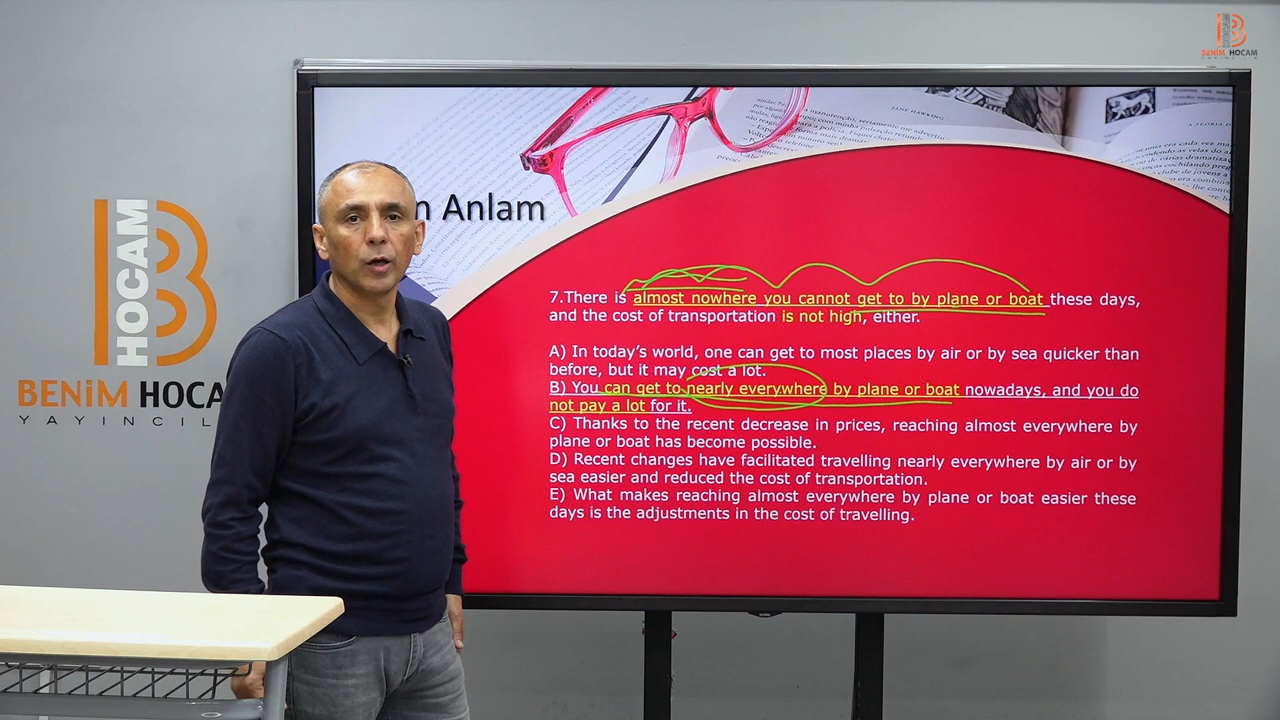 HOCAM
BENiM HOCAM
YAYINCILIK
JANE HAWKING
A TEORIA D
n Anlam
7.There is almost nowhere you cannot get to by plane or boat these days,
and the cost of transportation is not high, either.
A) In today's world, one can get to most places by air or by sea quicker than
before, but it may cost a lot.
B) You can get to nearly everywhere by plane or boat nowadays, and you do
not pay a lot for it.
C) Thanks to the recent decrease in prices, reaching almost everywhere by
plane or boat has become possible.
D) Recent changes have facilitated travelling nearly everywhere by air or by
sea easier and reduced the cost of transportation.
E) What makes reaching almost everywhere by plane or boat easier these
days is the adjustments in the cost of travelling.
HOCAM
BENiM HOCA
YAYINCIL